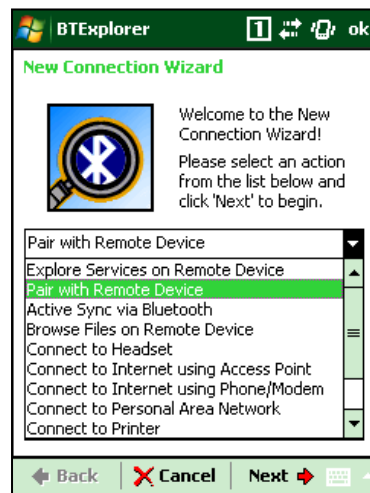 BTExplorer 1 ok
New Connection Wizard
Welcome to the New
Connection Wizard!
Please select an action
from the list below and
click 'Next' to begin.
Pair with Remote Device
Explore Services on Remote Device
Pair with Remote Device
Active Sync via Bluetooth
Browse Files on Remote Device
Connect to Headset
Connect to Internet using Access Point
Connect to Internet using Phone/Modem
Connect to Personal Area Network
Connect to Printer
Back Cancel Next